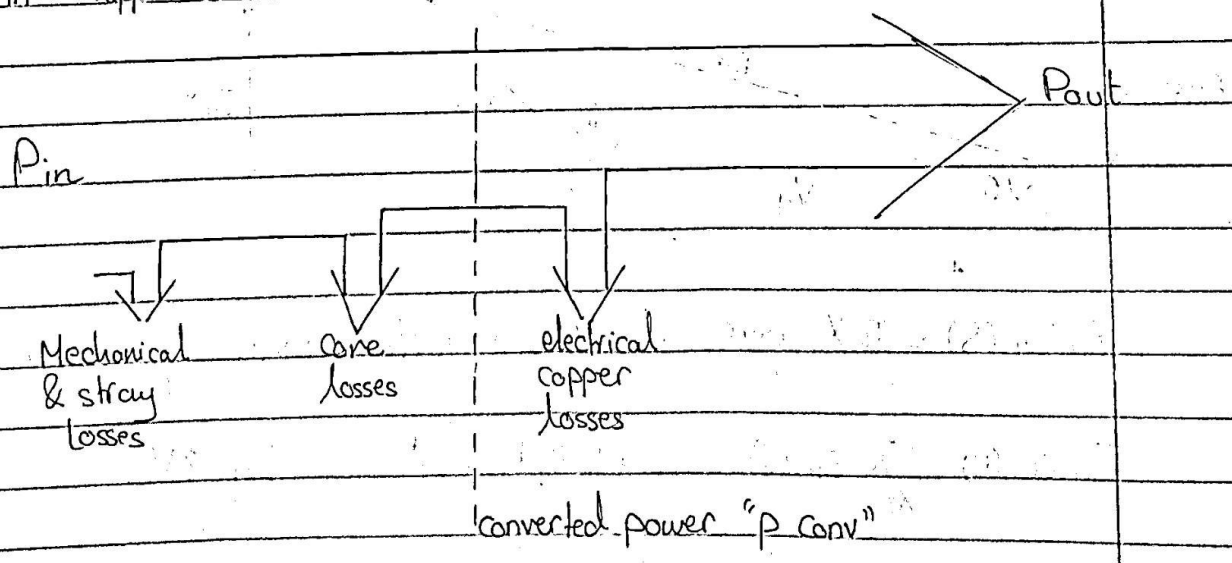 Pout
Pin
Mechanical
& stray
losses
core
losses
electrical
copper
losses
converted power "P conv"